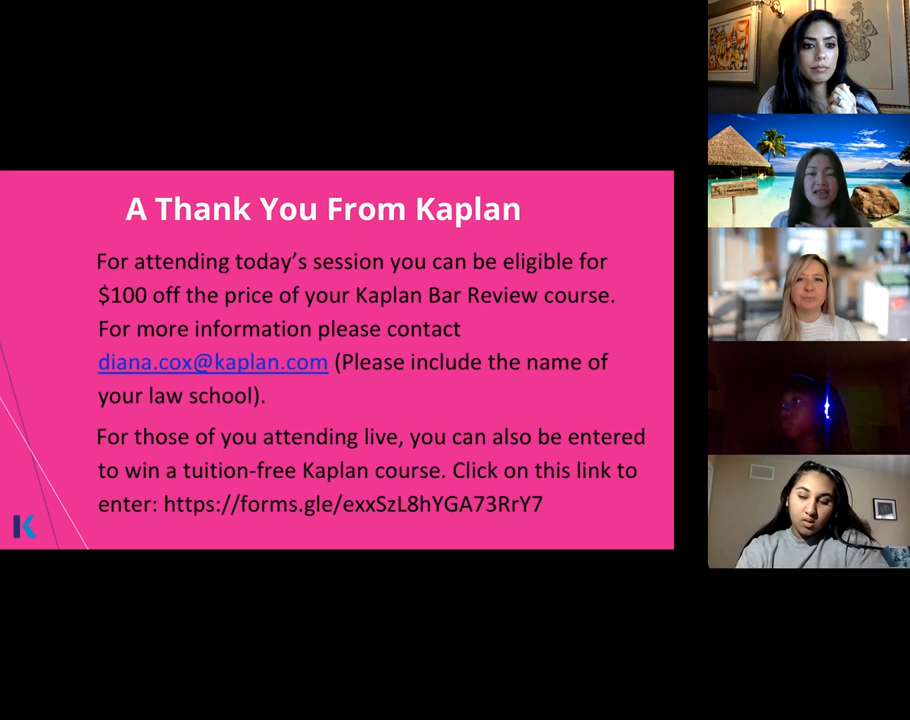 A Thank You From Kaplan
For attending today’s session you can be eligible for
$100 off the price of your Kaplan Bar Review course.
For more information please contact
diana.cox@kaplan.com (Please include the name of
your law school).
For those of you attending live, you can also be entered
to win a tuition-free Kaplan course. Click on this link to
enter: https://forms.gle/exxSzL8hYGA73RrY7
K